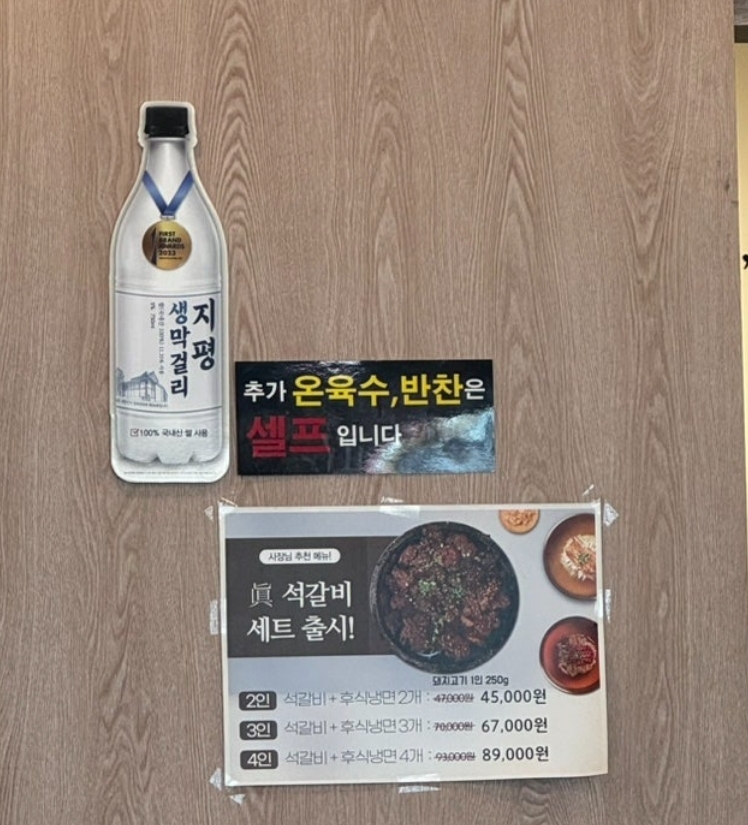 FIRST
BRAND
AWARDS
2023
지평
생막걸리
☑100% 국내산 쌀 사용
추가 온육수,반찬은
셀프 입니다
사장님 추천 메뉴!
眞 석갈비
세트 출시!
돼지고기 1인 250g
2인 석갈비 + 후식냉면 2개 : 47,000원 45,000원
3인 석갈비 + 후식냉면 3개 : 70,000원 67,000원
4인 석갈비 + 후식냉면 4개 : 93,000원 89,000원